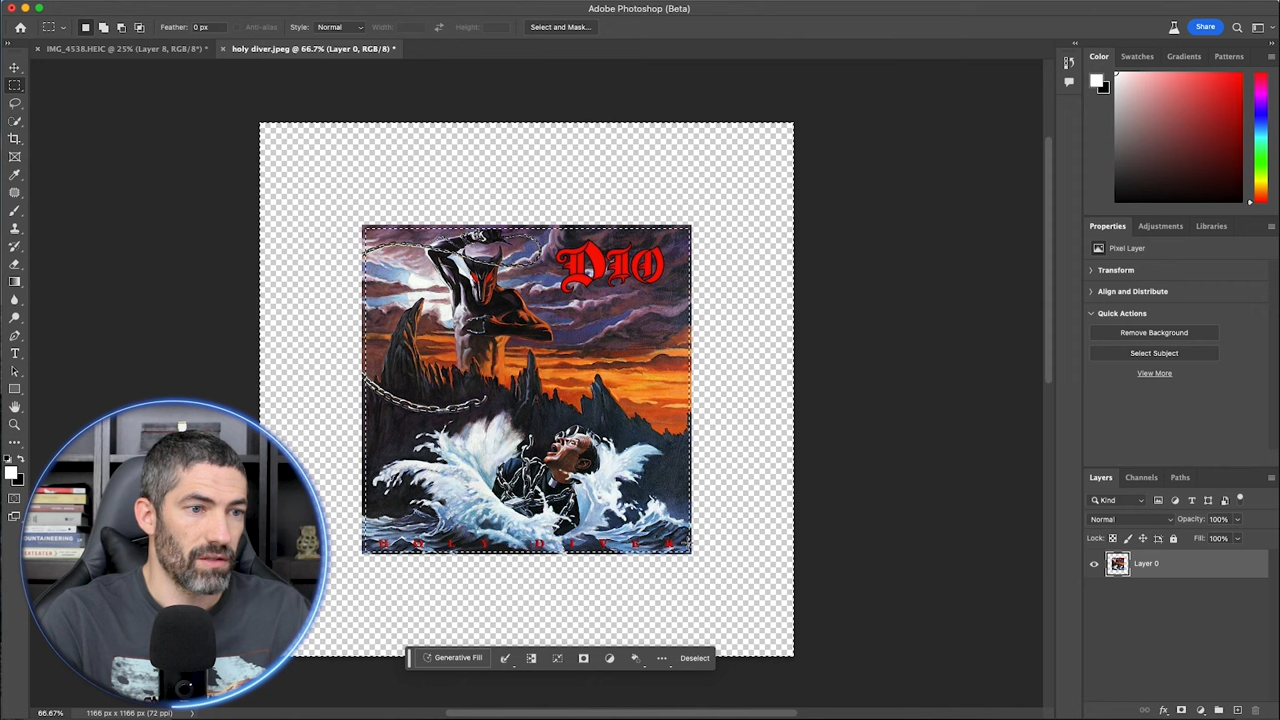 Adobe Photoshop (Beta)
Feather: 0 px Anti-alias Style: Normal Width: Height: Select and Mask... Share
IMG_4538.HEIC @ 25% (Layer 8, RGB/8*) * holy diver.jpeg @ 66.7% (Layer 0, RGB/8) *
Color Swatches Gradients Patterns
DIO
HOLY DIVER
Properties Adjustments Libraries
Pixel Layer
Transform
Align and Distribute
Quick Actions
Remove Background
Select Subject
View More
Layers Channels Paths
Kind
Normal Opacity: 100%
Lock: Fill: 100%
Layer 0
Generative Fill Deselect
66.67% 1166 px x 1166 px (72 ppi)